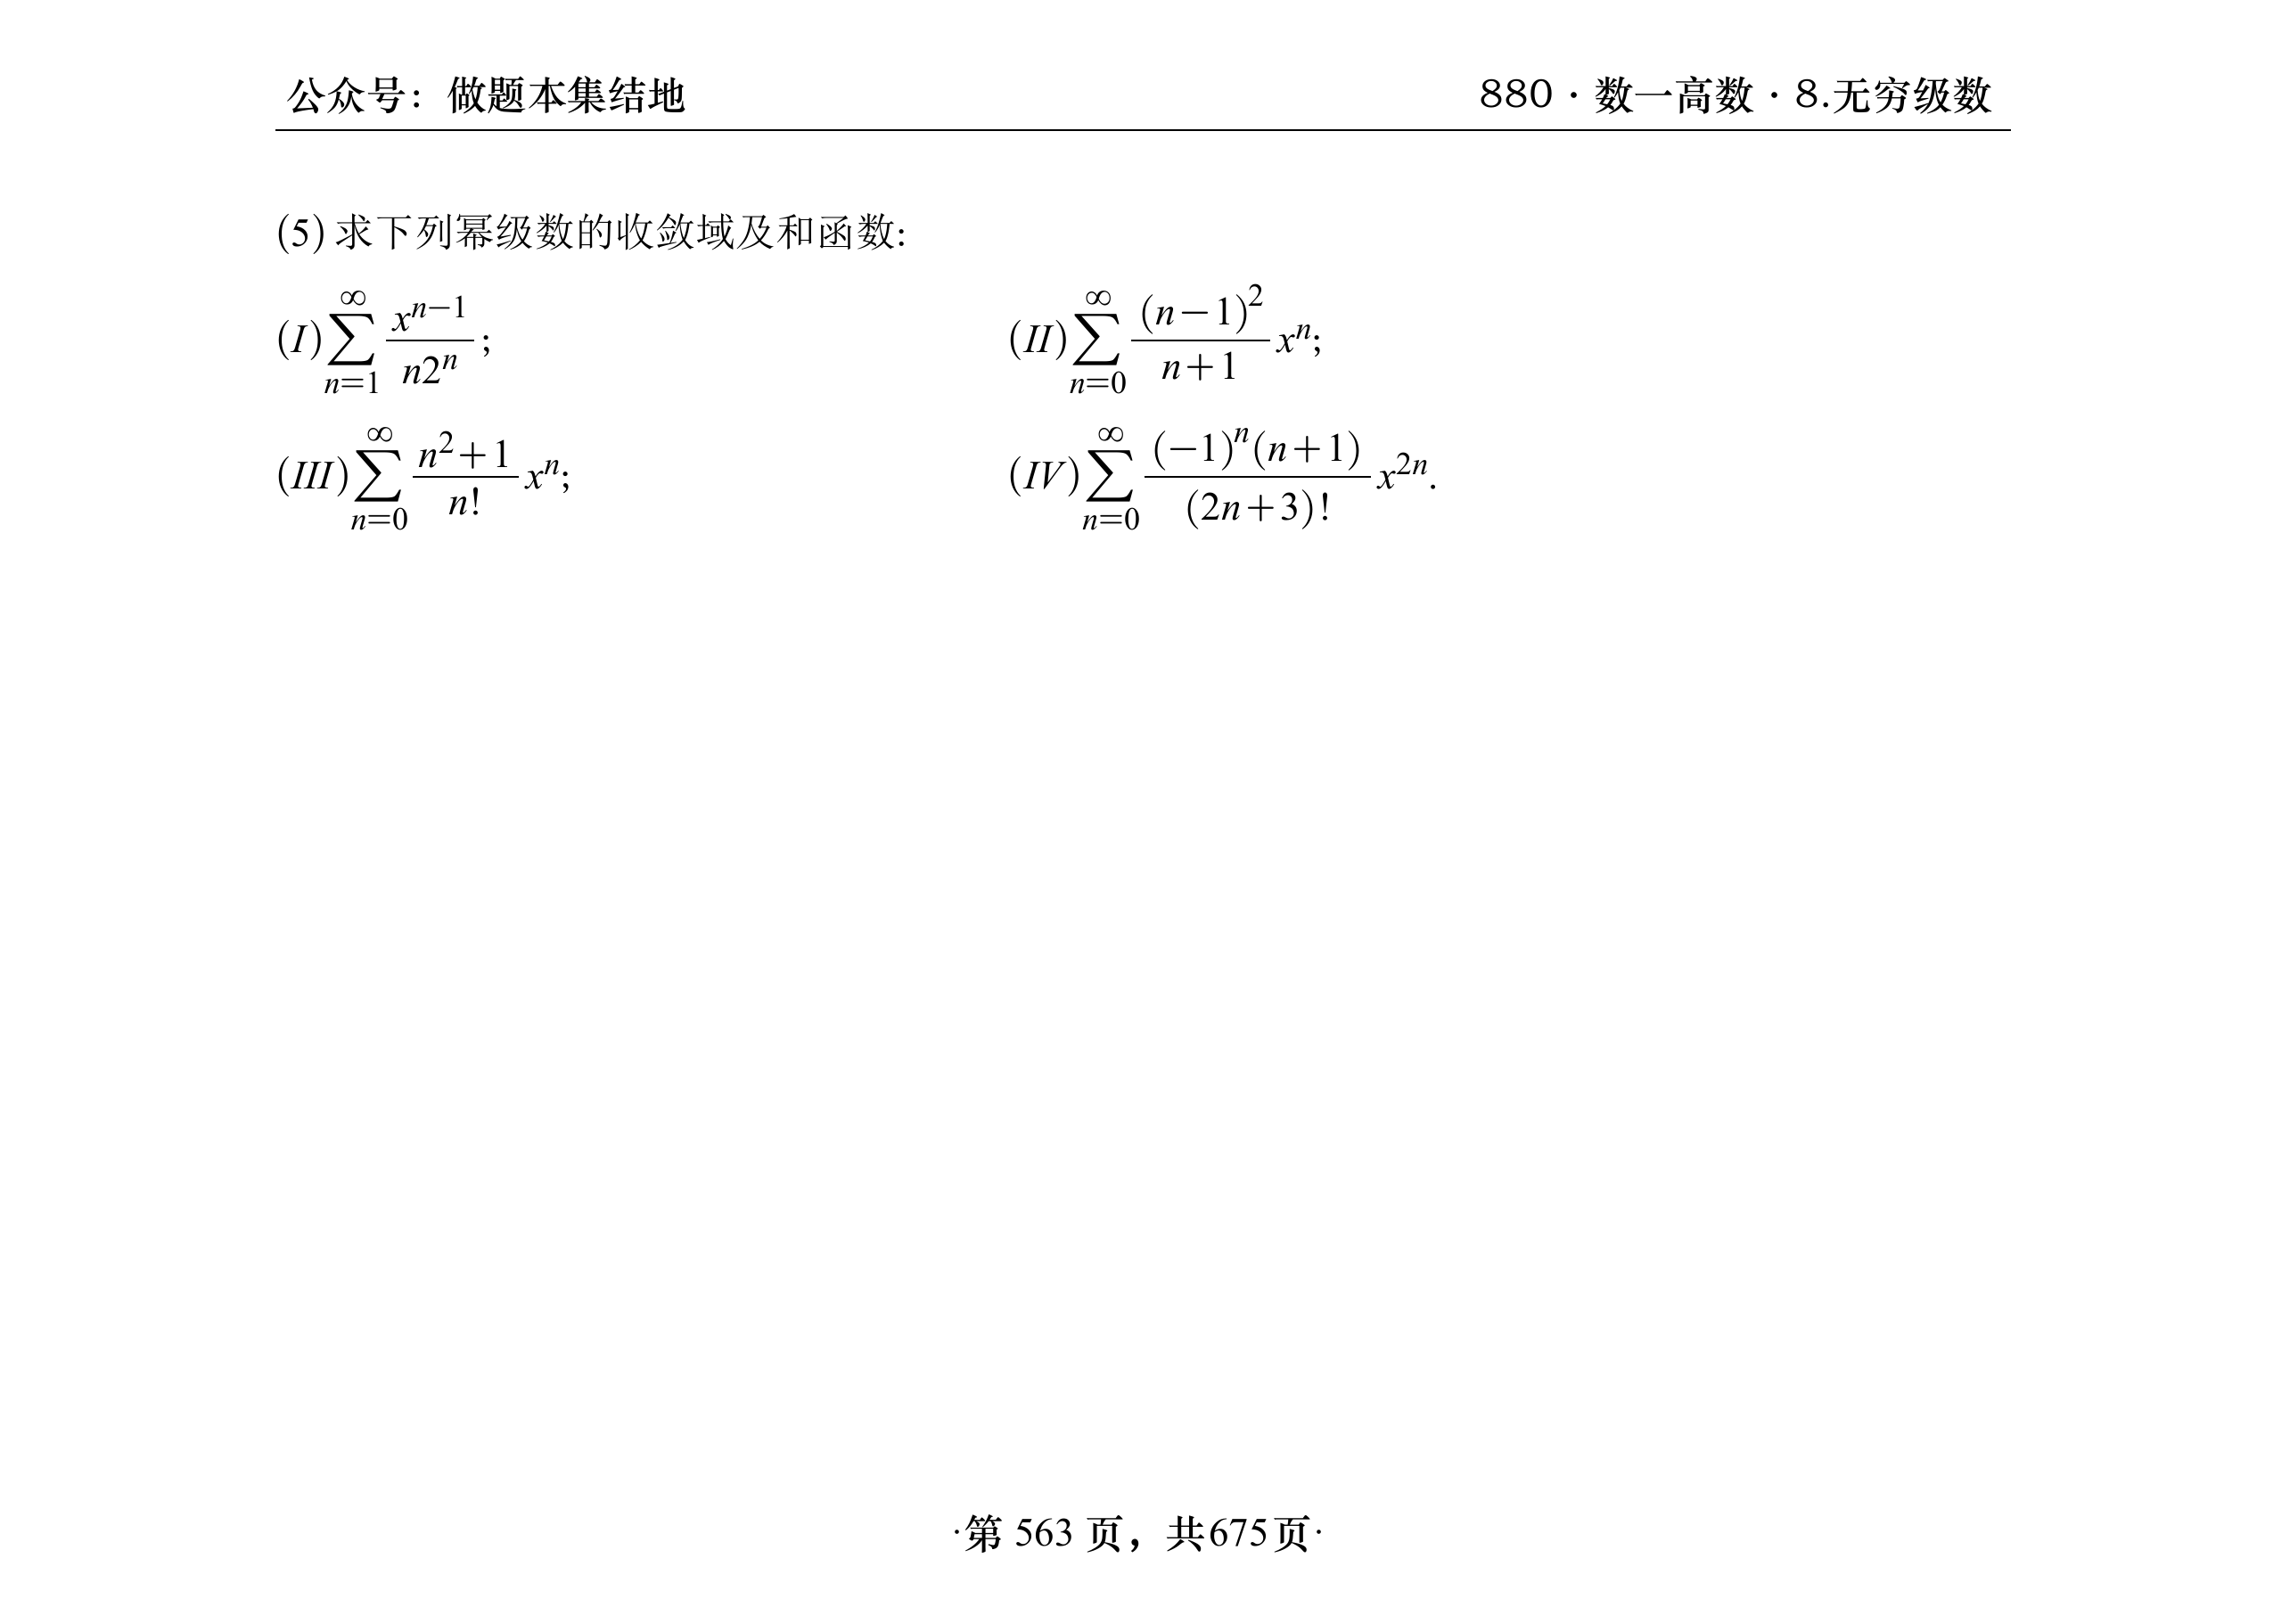 公众号：做题本集结地 880·数一高数·8.无穷级数
(5) 求下列幂级数的收敛域及和函数:
(I) $\sum_{n=1}^{\infty} \frac{x^{n-1}}{n2^n}$; (II) $\sum_{n=0}^{\infty} \frac{(n-1)^2}{n+1} x^n$;
(III) $\sum_{n=0}^{\infty} \frac{n^2+1}{n!} x^n$; (IV) $\sum_{n=0}^{\infty} \frac{(-1)^n(n+1)}{(2n+3)!} x^{2n}$.
·第 563 页，共675页·